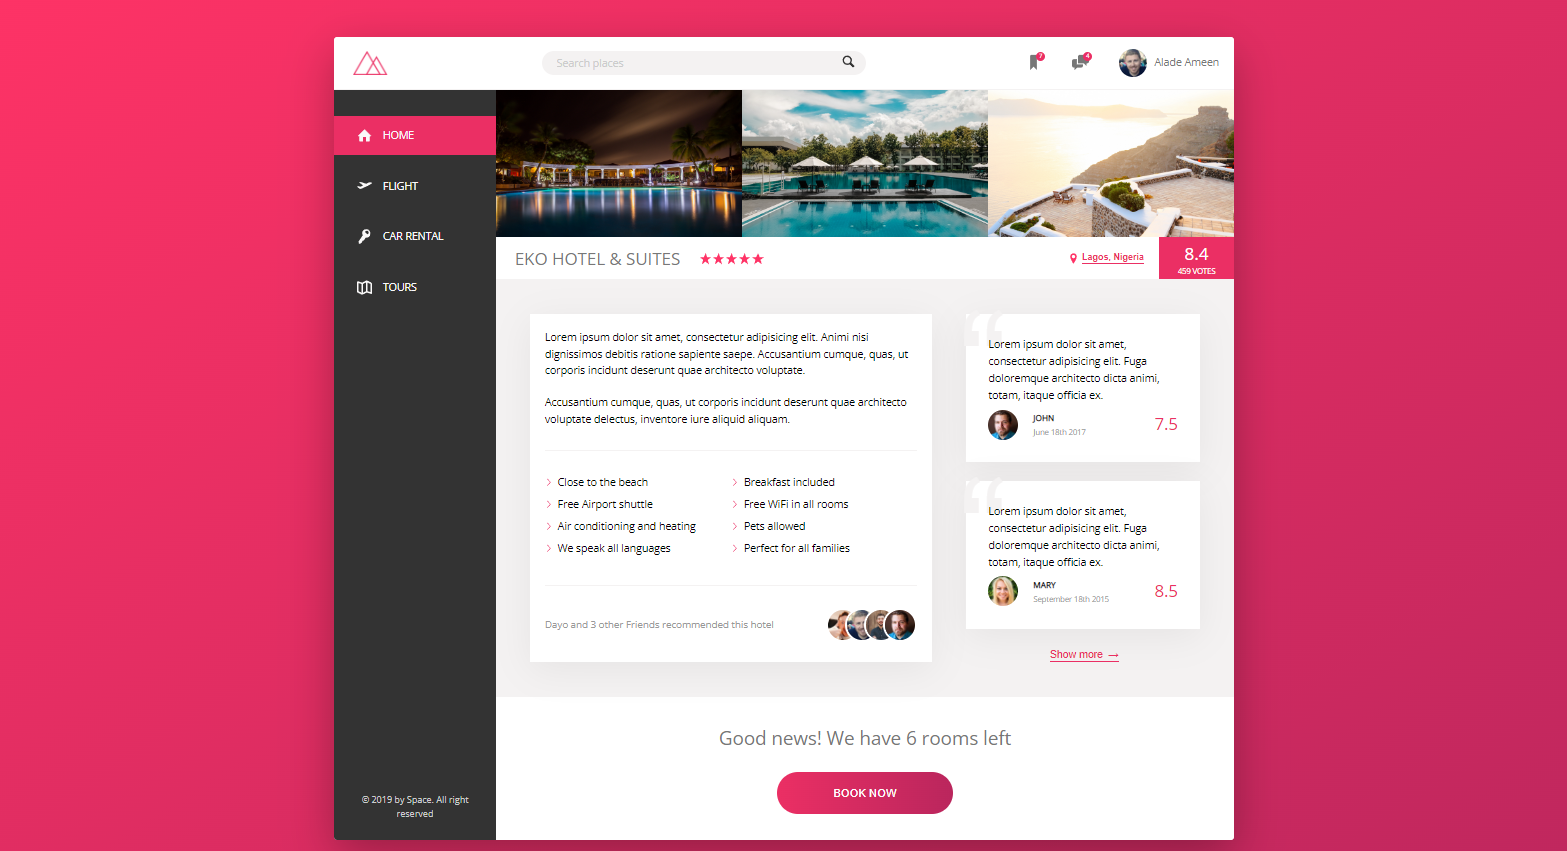 Search places
7
4
Alade Ameen
HOME
FLIGHT
CAR RENTAL
TOURS
© 2019 by Space. All right
reserved
EKO HOTEL & SUITES
Lagos, Nigeria
8.4
459 VOTES
Lorem ipsum dolor sit amet, consectetur adipisicing elit. Animi nisi
dignissimos debitis ratione sapiente saepe. Accusantium cumque, quas, ut
corporis incidunt deserunt quae architecto voluptate.
Accusantium cumque, quas, ut corporis incidunt deserunt quae architecto
voluptate delectus, inventore iure aliquid aliquam.
Close to the beach
Breakfast included
Free Airport shuttle
Free WiFi in all rooms
Air conditioning and heating
Pets allowed
We speak all languages
Perfect for all families
Dayo and 3 other Friends recommended this hotel
“
Lorem ipsum dolor sit amet,
consectetur adipisicing elit. Fuga
doloremque architecto dicta animi,
totam, itaque officia ex.
JOHN
June 18th 2017
7.5
“
Lorem ipsum dolor sit amet,
consectetur adipisicing elit. Fuga
doloremque architecto dicta animi,
totam, itaque officia ex.
MARY
September 18th 2015
8.5
Show more →
Good news! We have 6 rooms left
BOOK NOW